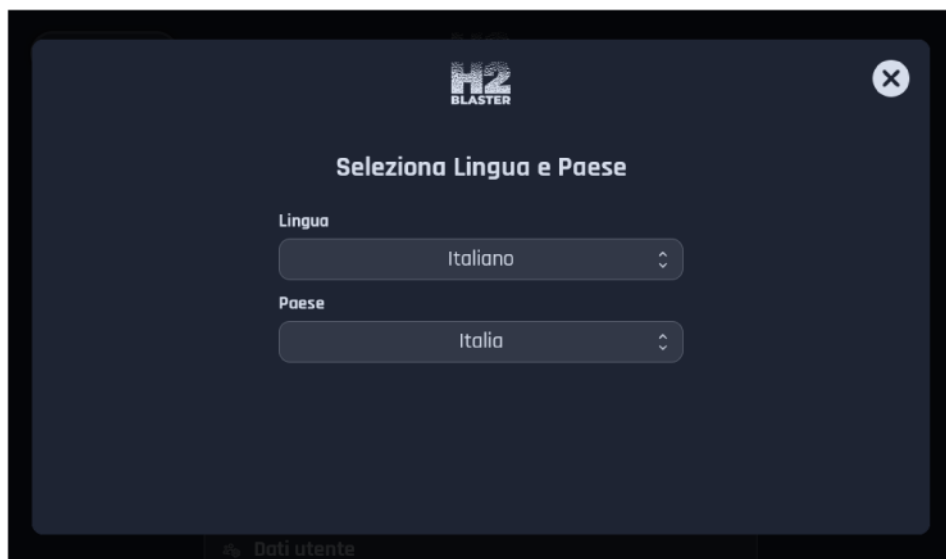 H2
BLASTER
Seleziona Lingua e Paese
Lingua
Italiano
Paese
Italia
Dati utente